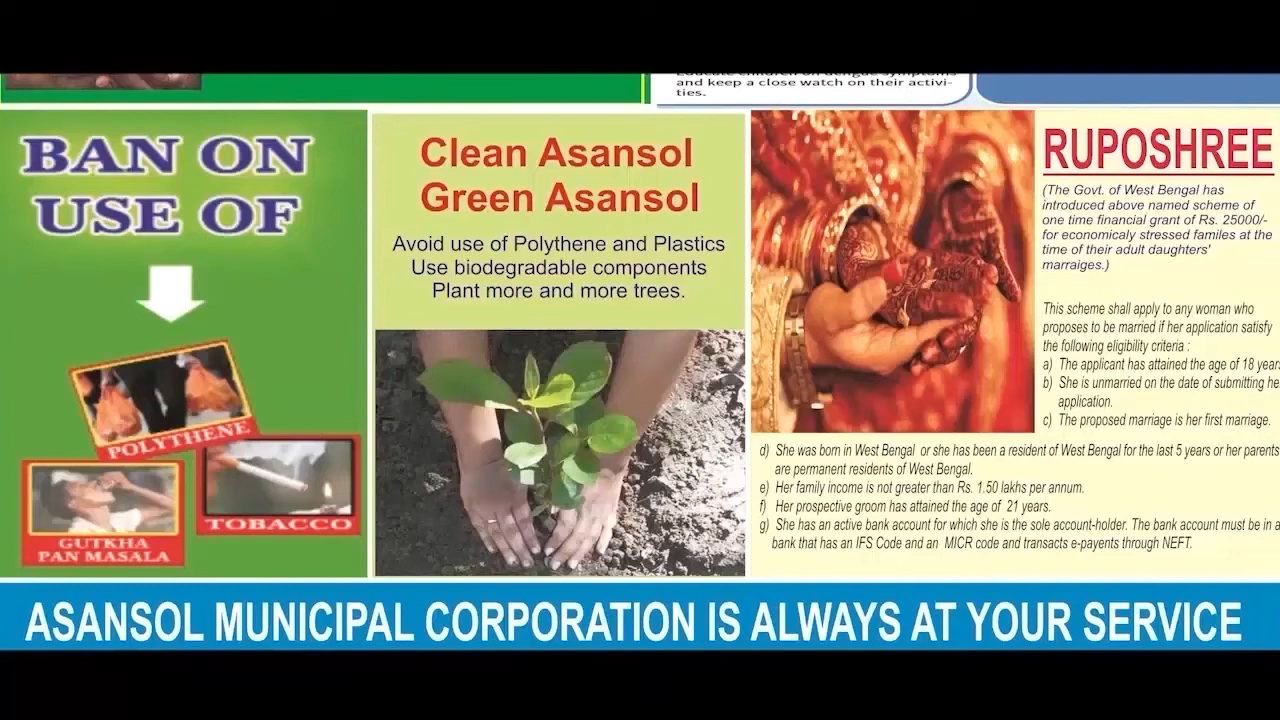 and keep a close watch on their activi-
ties.
BAN ON
USE OF
POLYTHENE
TOBACCO
GUTKHA
PAN MASALA
Clean Asansol
Green Asansol
Avoid use of Polythene and Plastics
Use biodegradable components
Plant more and more trees.
RUPOSHREE
(The Govt. of West Bengal has
introduced above named scheme of
one time financial grant of Rs. 25000/-
for economicaly stressed familes at the
time of their adult daughters'
marraiges.)
This scheme shall apply to any woman who
proposes to be married if her application satisfy
the following eligibility criteria :
a) The applicant has attained the age of 18 years
b) She is unmarried on the date of submitting he
application.
c) The proposed marriage is her first marriage.
d) She was born in West Bengal or she has been a resident of West Bengal for the last 5 years or her parents
are permanent residents of West Bengal.
e) Her family income is not greater than Rs. 1.50 lakhs per annum.
f) Her prospective groom has attained the age of 21 years.
g) She has an active bank account for which she is the sole account-holder. The bank account must be in a
bank that has an IFS Code and an MICR code and transacts e-payents through NEFT.
ASANSOL MUNICIPAL CORPORATION IS ALWAYS AT YOUR SERVICE